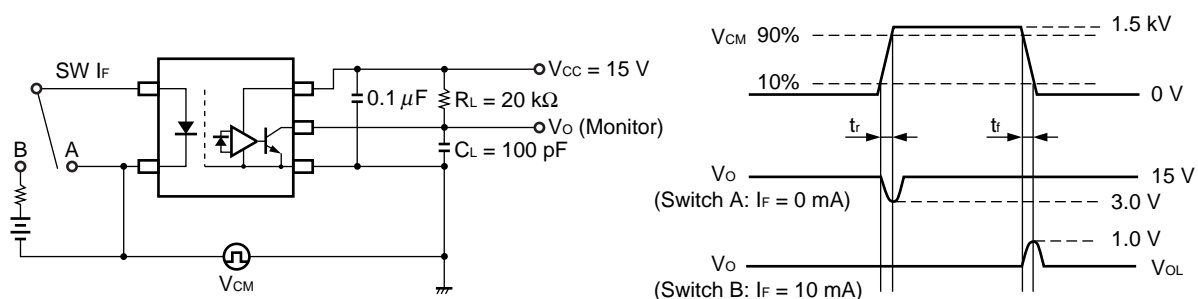 SW IF
B
A
0.1 μF
VCC = 15 V
RL = 20 kΩ
VO (Monitor)
CL = 100 pF
VCM
VCM 90%
10%
1.5 kV
0 V
tr
tf
VO
(Switch A: IF = 0 mA)
15 V
3.0 V
1.0 V
VO
(Switch B: IF = 10 mA)
VOL